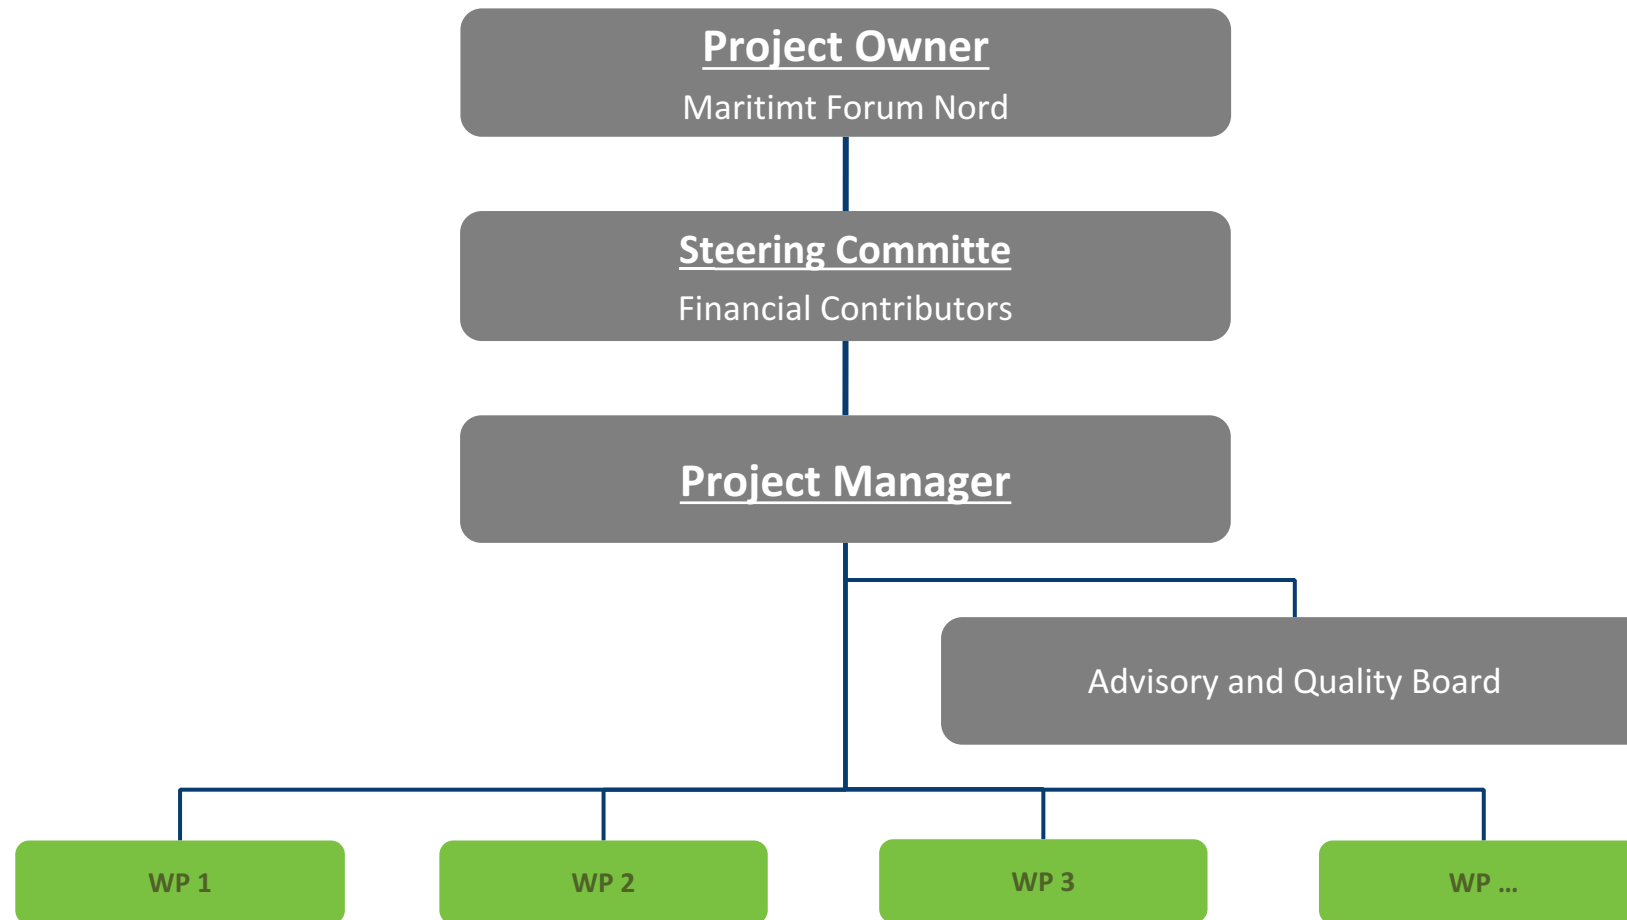 Project Owner
Maritimt Forum Nord
Steering Committe
Financial Contributors
Project Manager
Advisory and Quality Board
WP 1
WP 2
WP 3
WP ...